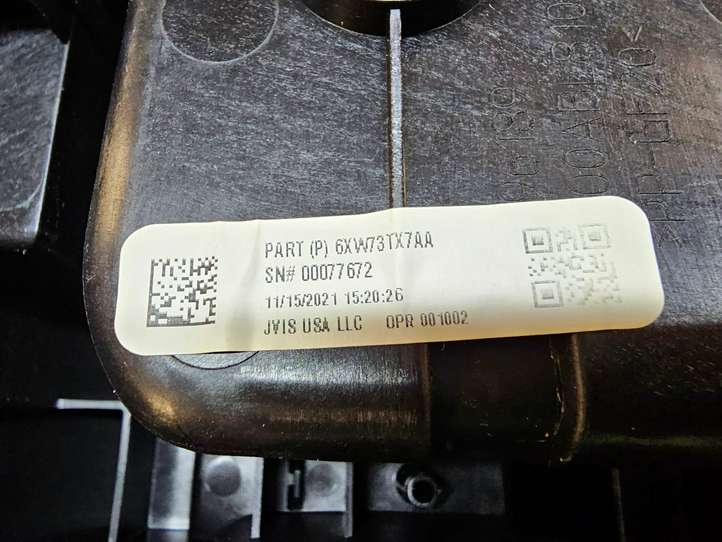 PART (P) 6XW73TX7AA
SN# 00077672
11/15/2021 15:20:26
JVIS USA LLC OPR 001002